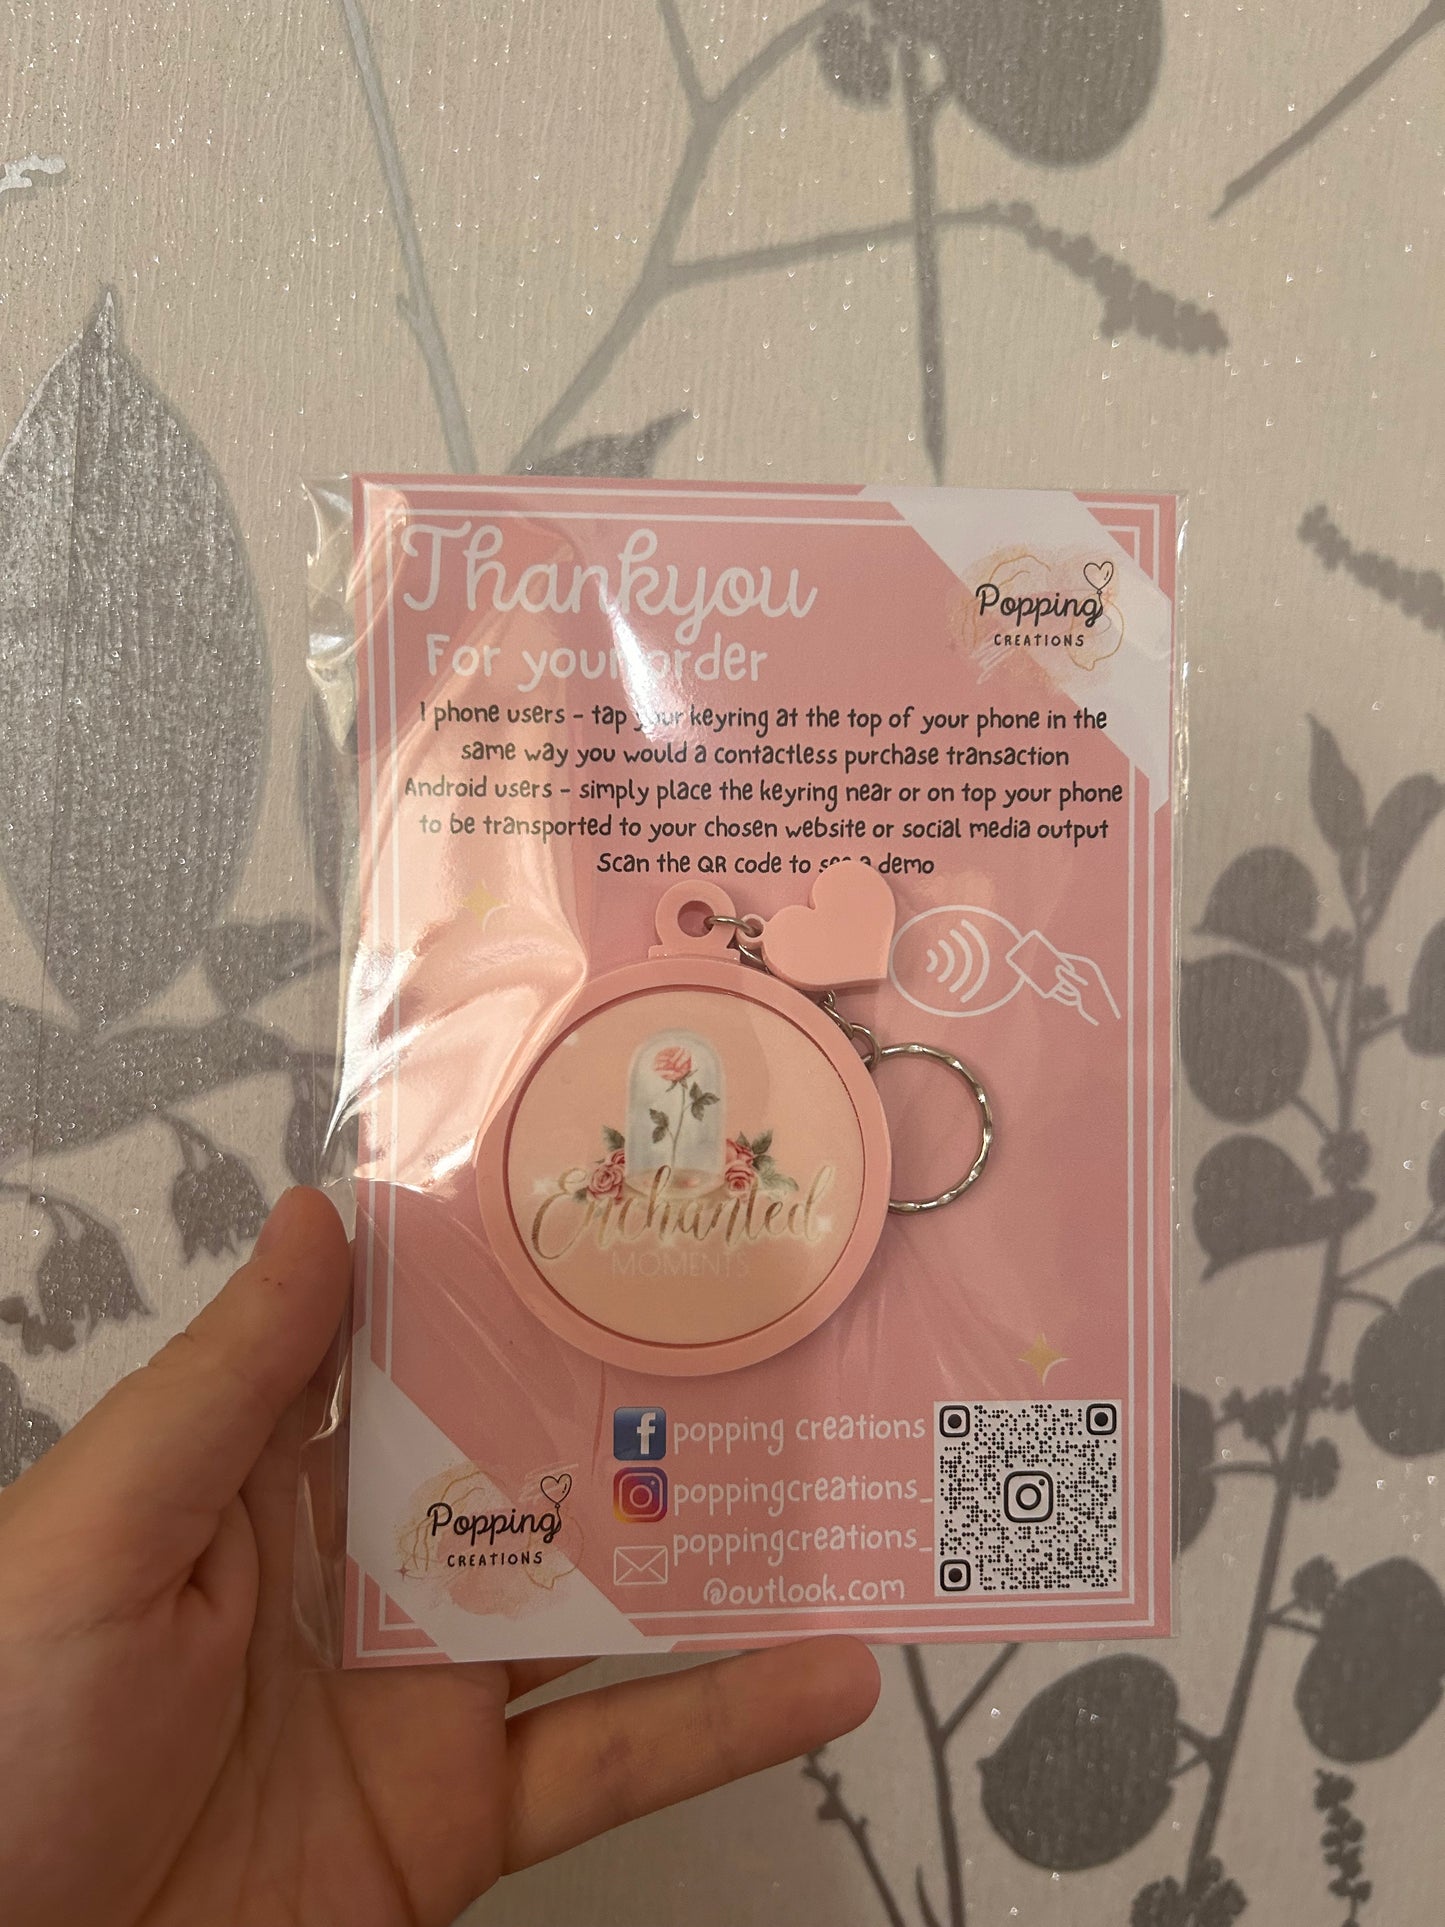 Thankyou
For your order
Popping
CREATIONS
I phone users - tap your keyring at the top of your phone in the
same way you would a contactless purchase transaction
Android users - simply place the keyring near or on top your phone
to be transported to your chosen website or social media output
Scan the QR code to see a demo
Enchanted
MOMENTS
f popping creations
poppingcreations_
poppingcreations_
@outlook.com
Popping
CREATIONS